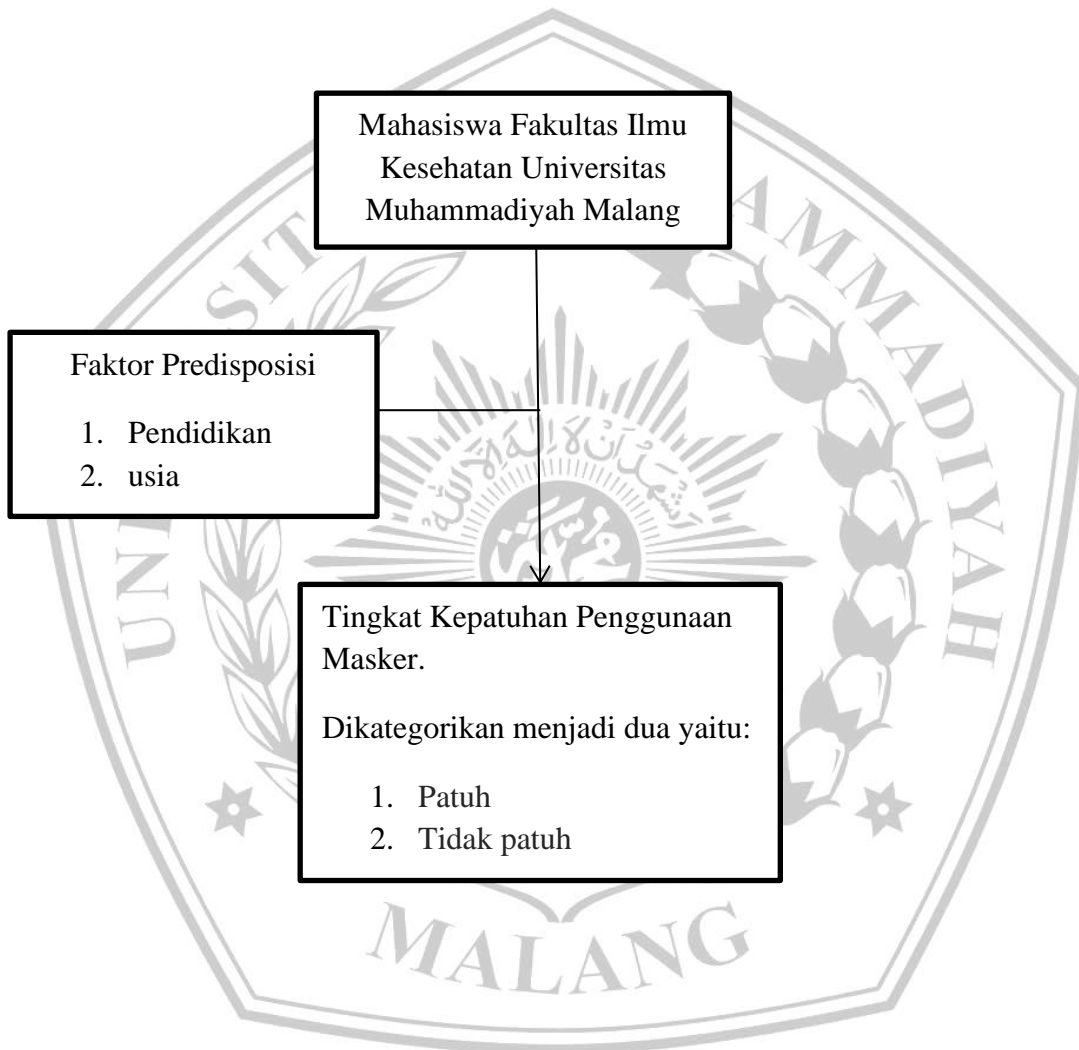 Mahasiswa Fakultas Ilmu
Kesehatan Universitas
Muhammadiyah Malang
Faktor Predisposisi
1. Pendidikan
2. usia
Tingkat Kepatuhan Penggunaan
Masker.
Dikategorikan menjadi dua yaitu:
1. Patuh
2. Tidak patuh
MALANG